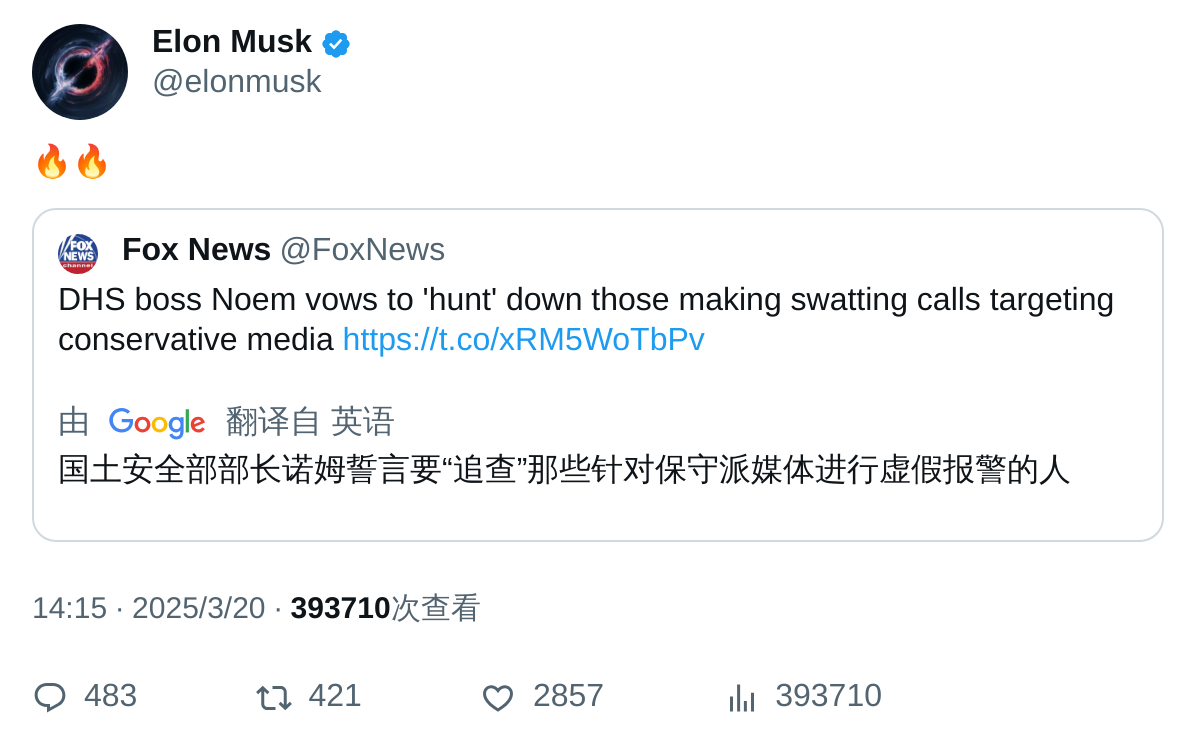 Elon Musk
@elonmusk
🔥🔥
FOX NEWS channel Fox News @FoxNews
DHS boss Noem vows to 'hunt' down those making swatting calls targeting
conservative media https://t.co/xRM5WoTbPv
由 Google 翻译自 英语
国土安全部部长诺姆誓言要“追查”那些针对保守派媒体进行虚假报警的人
14:15 · 2025/3/20 · 393710次查看
483 421 2857 393710